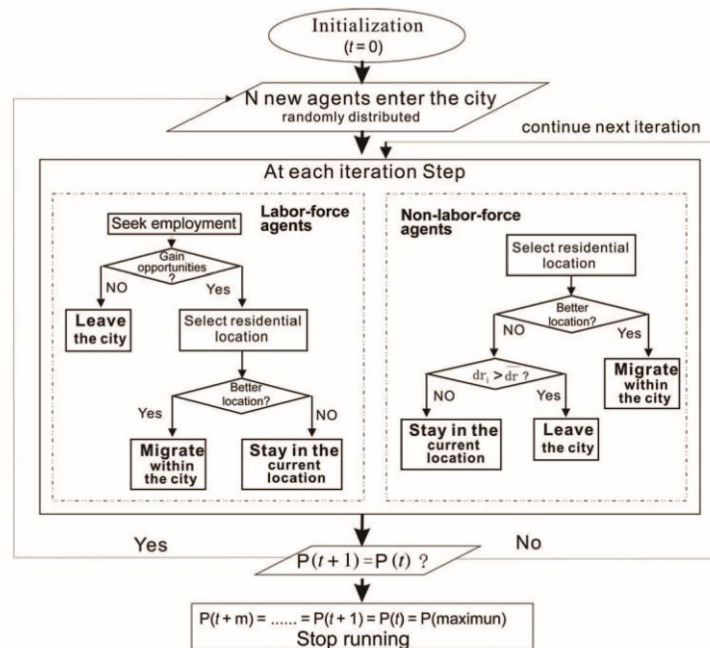 Initialization
(t = 0)
N new agents enter the city
randomly distributed
continue next iteration
At each iteration Step
Labor-force
agents
Seek employment
Gain
opportunities
?
NO
Yes
Leave
the city
Select residential
location
Better
location?
Yes
NO
Migrate
within
the city
Stay in the
current
location
Non-labor-force
agents
Select residential
location
Better
location?
NO
Yes
Migrate
within
the city
dr_i > d̅r̅ ?
NO
Yes
Stay in the
current
location
Leave
the city
Yes
P(t+1)=P(t) ?
No
P(t + m) = ...... = P(t + 1) = P(t) = P(maximun)
Stop running